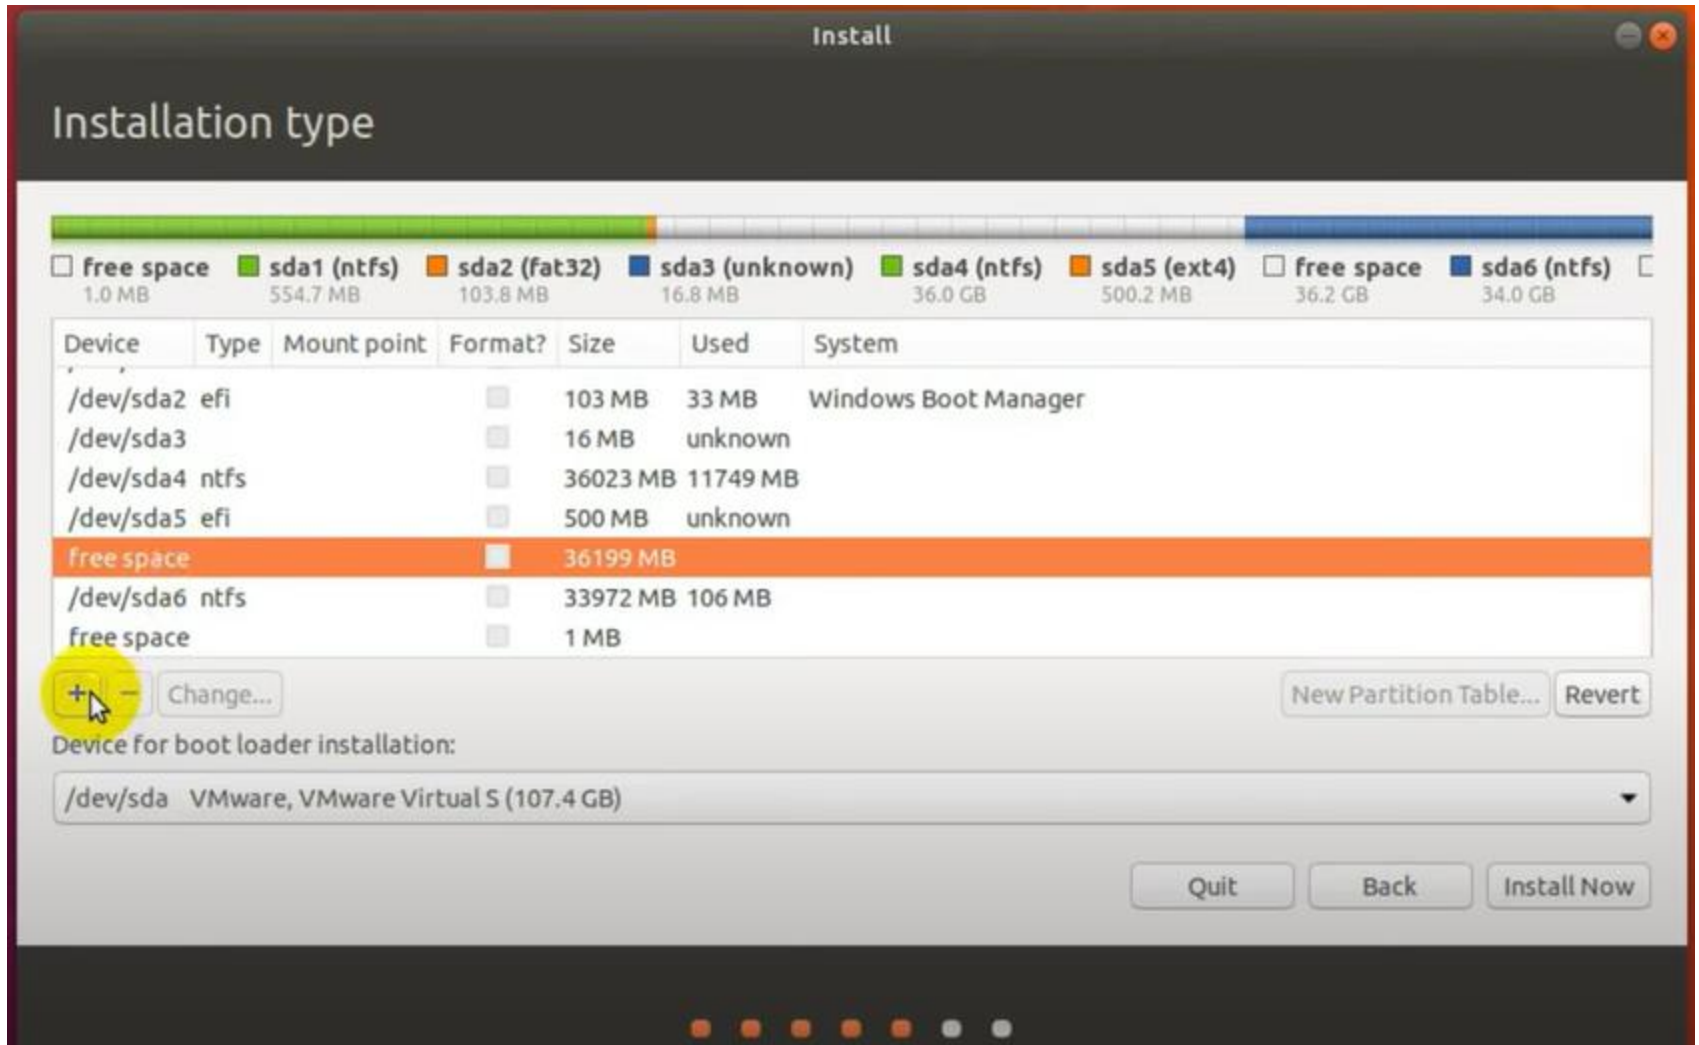 Install
Installation type
free space sda1 (ntfs) sda2 (fat32) sda3 (unknown) sda4 (ntfs) sda5 (ext4) free space sda6 (ntfs)
1.0 MB 554.7 MB 103.8 MB 16.8 MB 36.0 GB 500.2 MB 36.2 GB 34.0 GB
Device Type Mount point Format? Size Used System
/dev/sda2 efi 103 MB 33 MB Windows Boot Manager
/dev/sda3 16 MB unknown
/dev/sda4 ntfs 36023 MB 11749 MB
/dev/sda5 efi 500 MB unknown
free space 36199 MB
/dev/sda6 ntfs 33972 MB 106 MB
free space 1 MB
+ - Change... New Partition Table... Revert
Device for boot loader installation:
/dev/sda VMware, VMware Virtual S (107.4 GB)
Quit Back Install Now